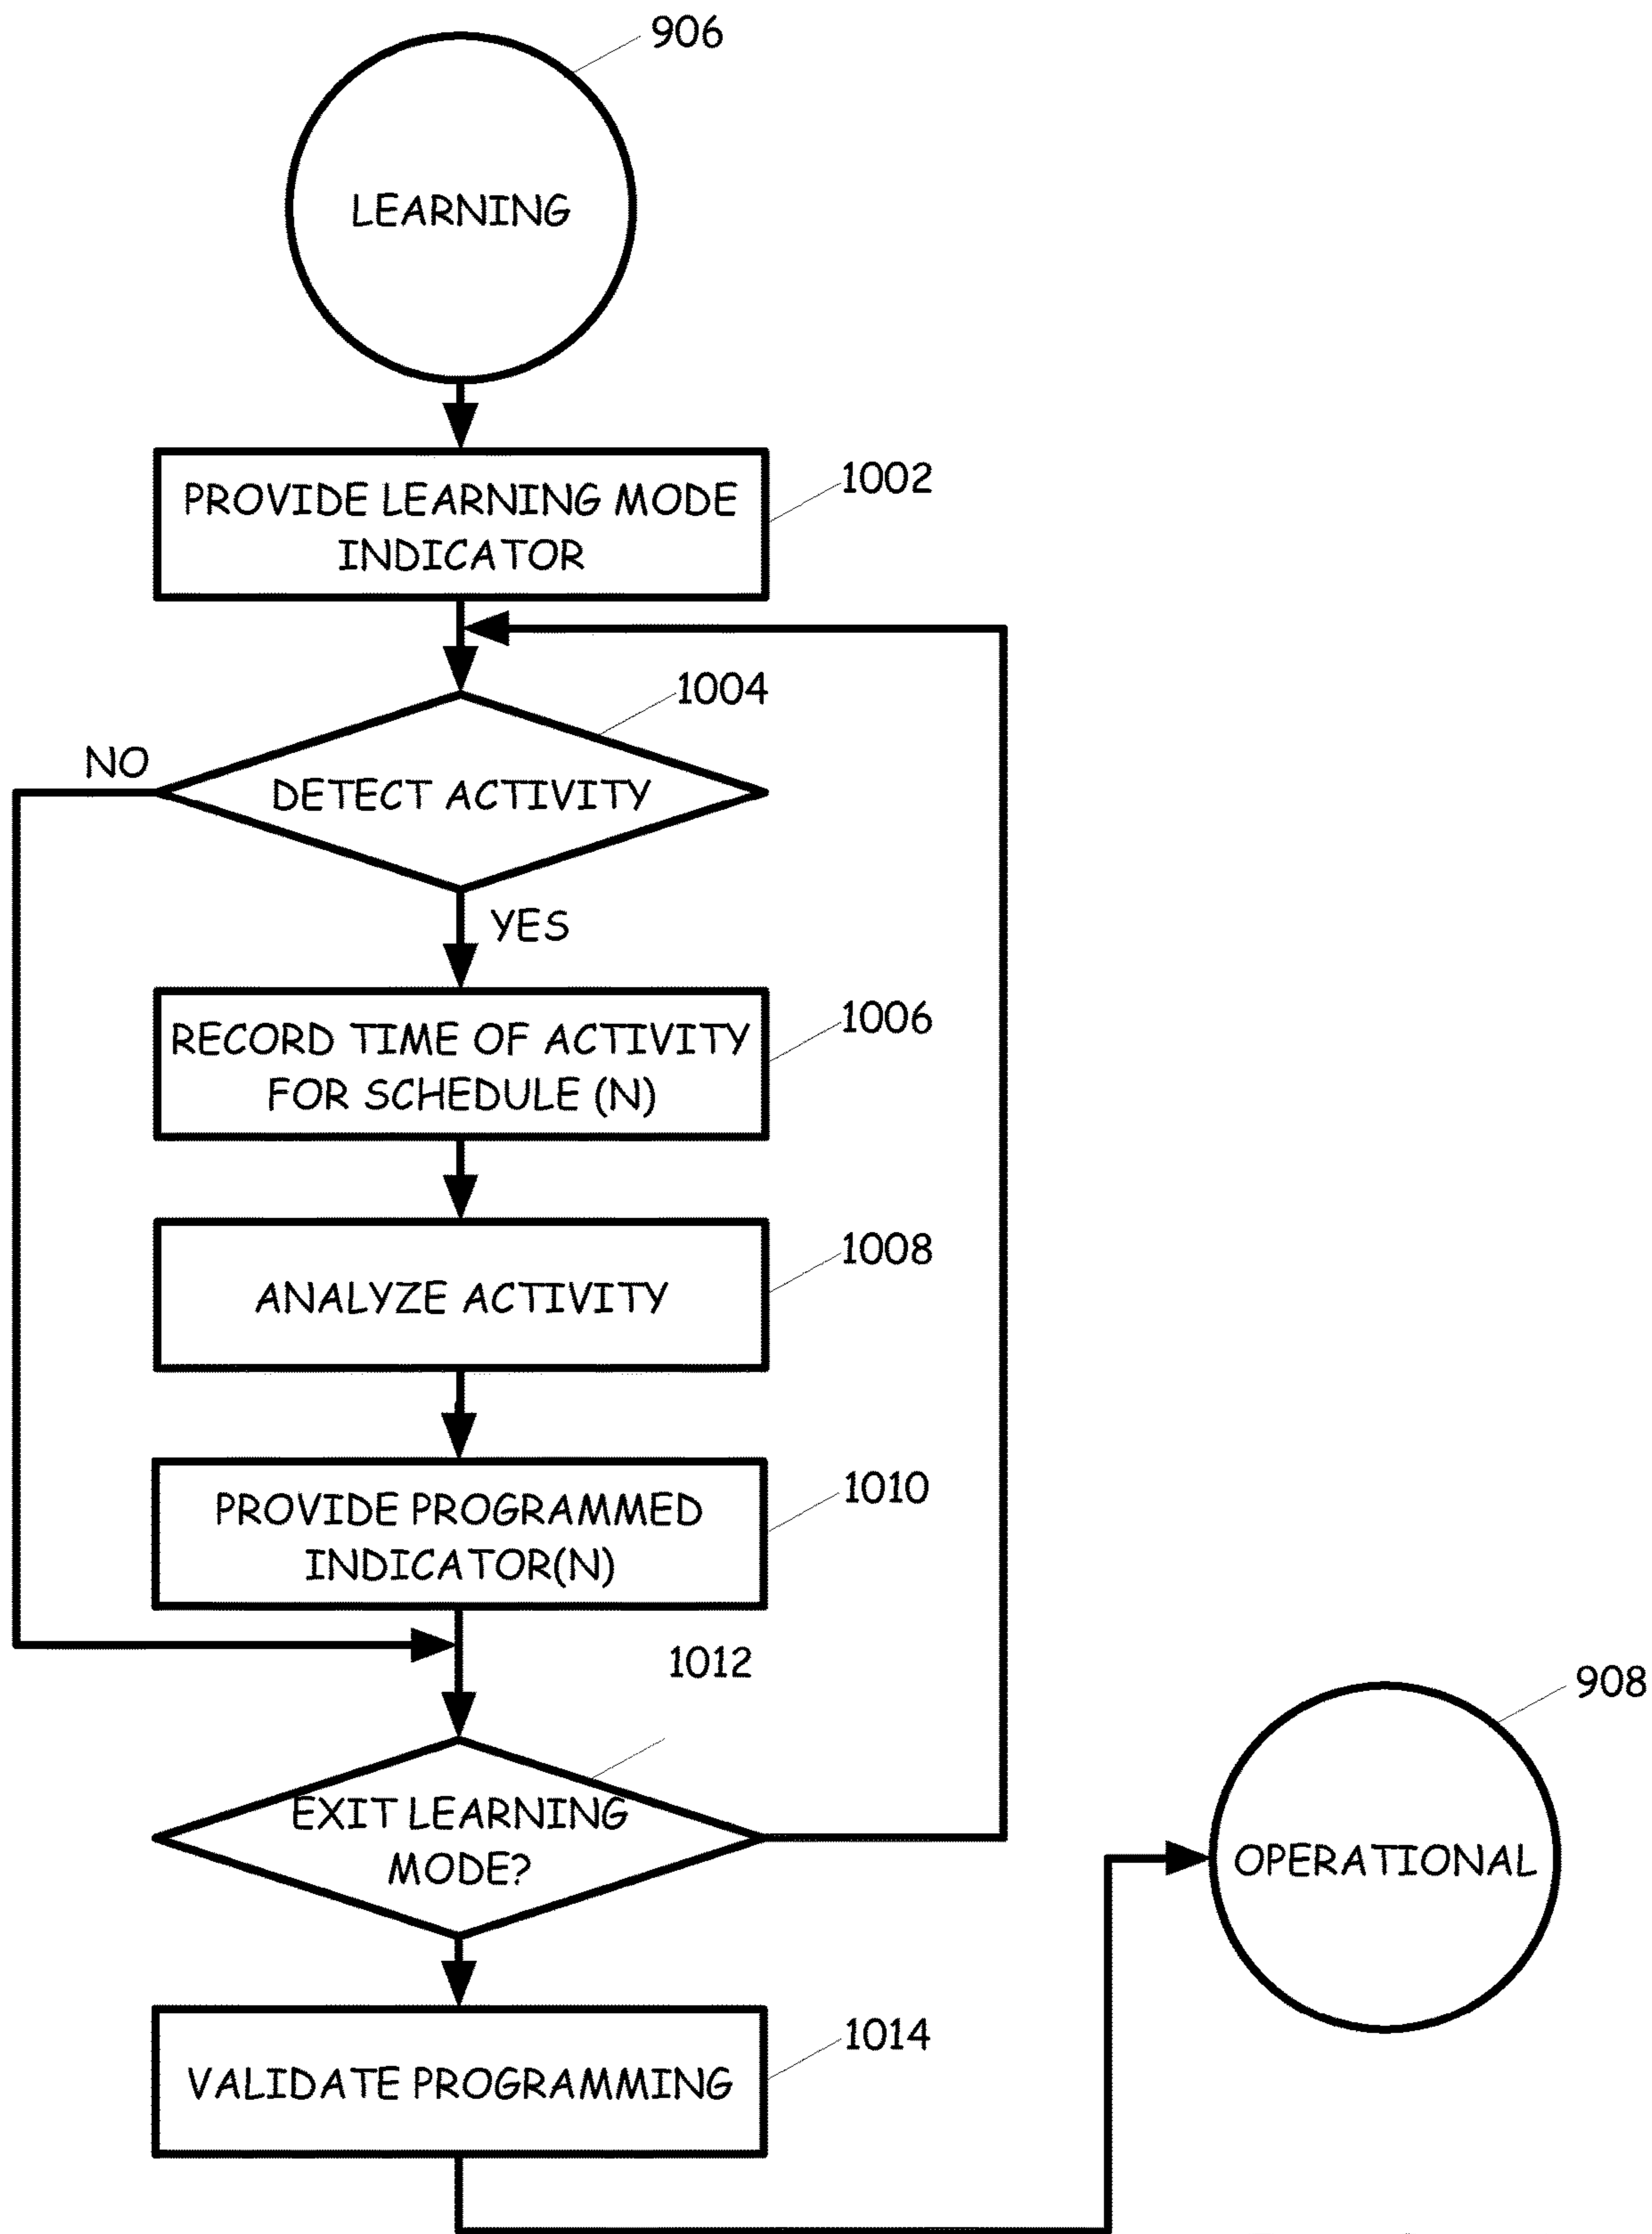 906
LEARNING
1002
PROVIDE LEARNING MODE
INDICATOR
1004
NO
DETECT ACTIVITY
YES
1006
RECORD TIME OF ACTIVITY
FOR SCHEDULE (N)
1008
ANALYZE ACTIVITY
1010
PROVIDE PROGRAMMED
INDICATOR(N)
1012
EXIT LEARNING
MODE?
908
OPERATIONAL
1014
VALIDATE PROGRAMMING